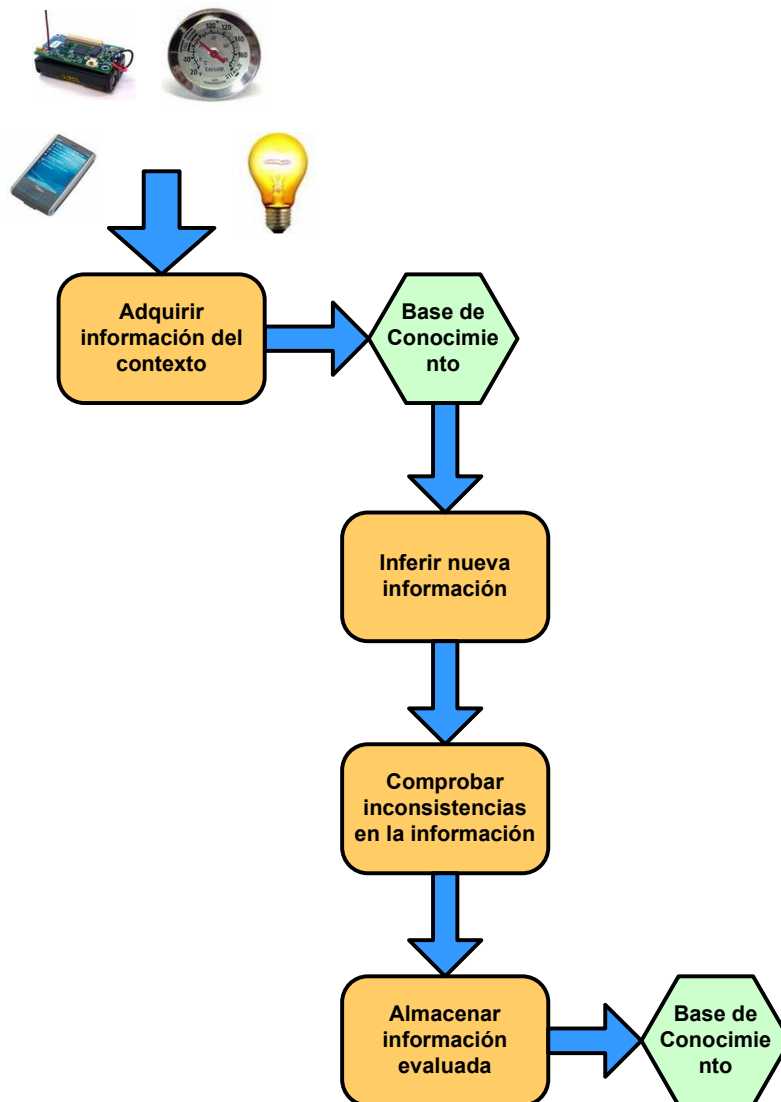 Adquirir
información del
contexto
Base de
Conocimie
nto
Inferir nueva
información
Comprobar
inconsistencias
en la información
Almacenar
información
evaluada
Base de
Conocimie
nto